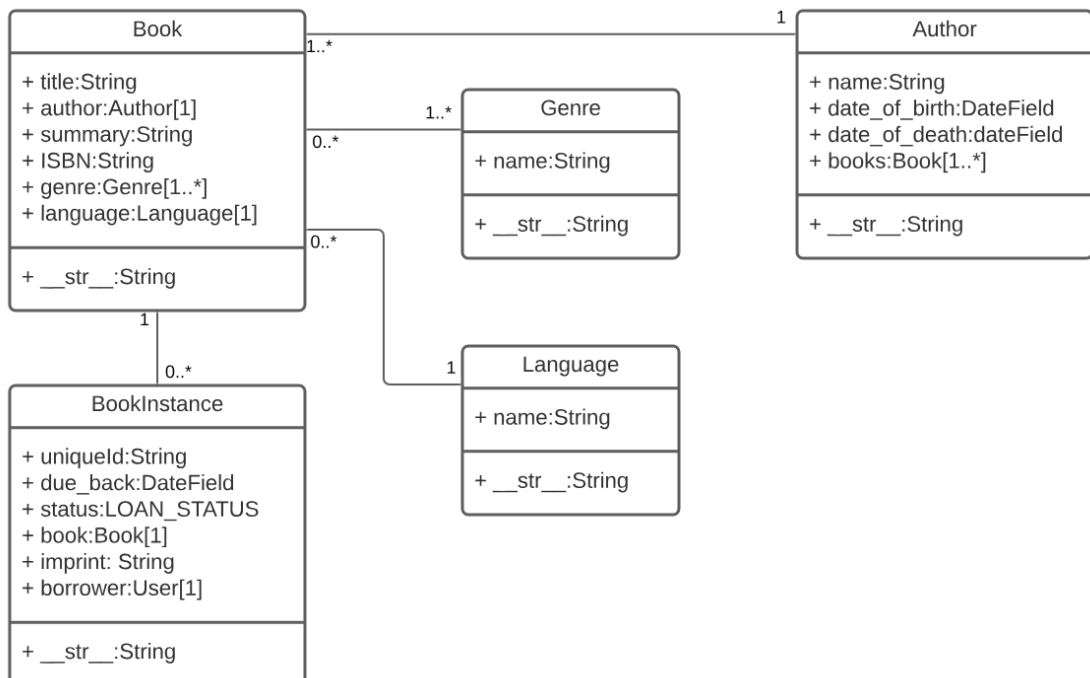 Book
+ title:String
+ author:Author[1]
+ summary:String
+ ISBN:String
+ genre:Genre[1..*]
+ language:Language[1]
+ __str__:String
1..*
1
0..*
1..*
0..*
1
1
0..*
Author
+ name:String
+ date_of_birth:DateField
+ date_of_death:dateField
+ books:Book[1..*]
+ __str__:String
Genre
+ name:String
+ __str__:String
Language
+ name:String
+ __str__:String
BookInstance
+ uniqueId:String
+ due_back:DateField
+ status:LOAN_STATUS
+ book:Book[1]
+ imprint: String
+ borrower:User[1]
+ __str__:String